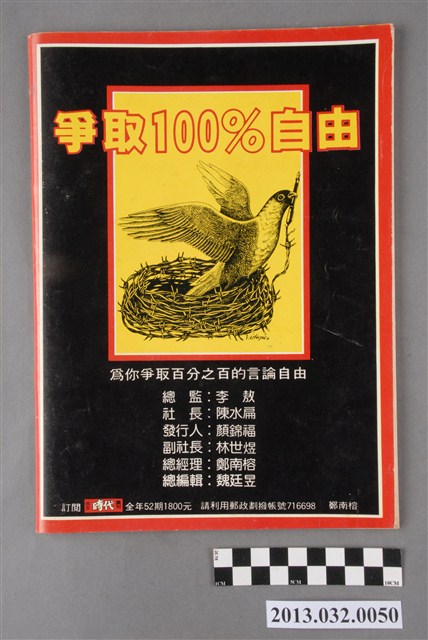 爭取100%自由
為你爭取百分之百的言論自由
總 監：李 敖
社 長：陳水扁
發行人：顏錦福
副社長：林世煜
總經理：鄭南榕
總編輯：魏廷昱
訂閱 時代 全年52期1800元 請利用郵政劃撥帳號716698 鄭南榕
1CM 5CM 10CM
2013.032.0050